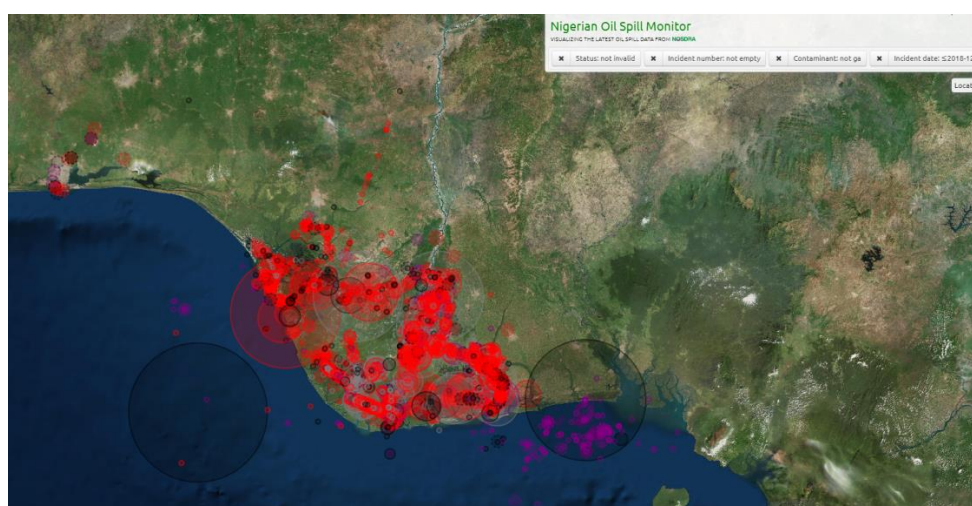 Nigerian Oil Spill Monitor
VISUALIZING THE LATEST OIL SPILL DATA FROM NOSDRA
✖ Status: not invalid ✖ Incident number: not empty ✖ Contaminant: not ga ✖ Incident date: ≤2018-12
Locat